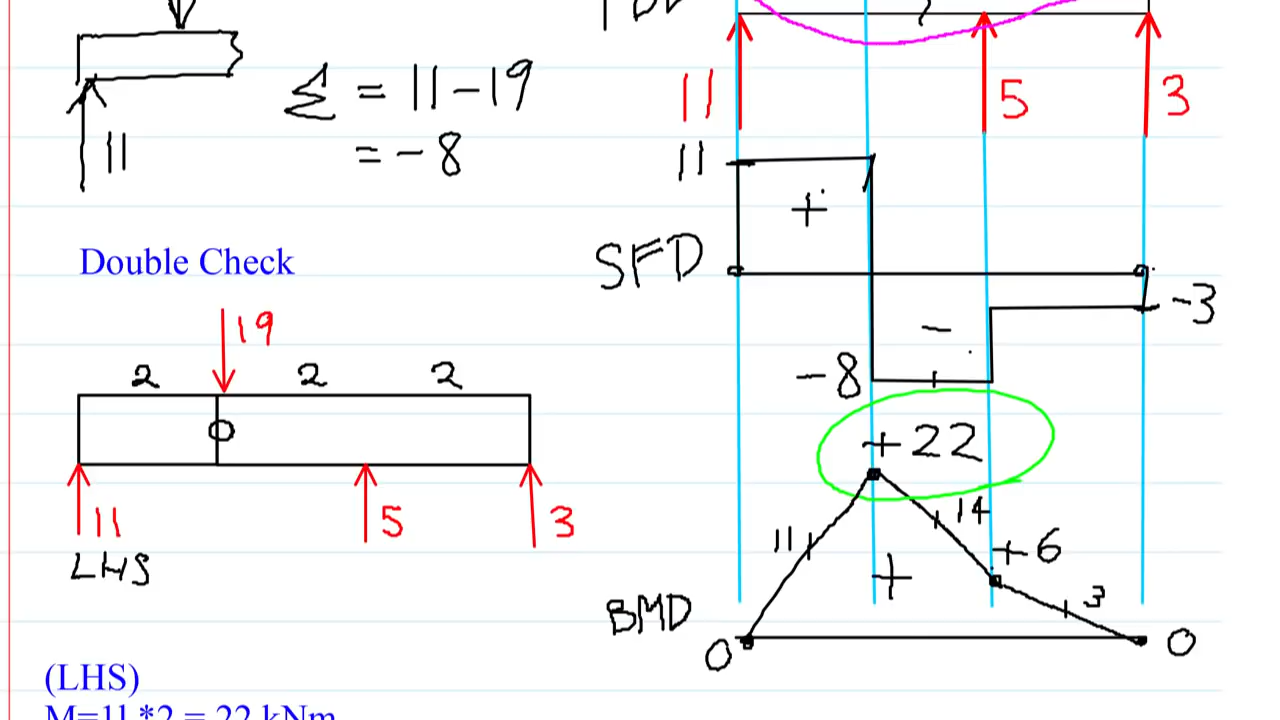 11
Σ = 11 - 19
= - 8
Double Check
19
2 2 2
11 5 3
LHS
(LHS)
M=11*2 = 22 kNm
11 5 3
11
+
SFD
-3
-
-8
+22
14
11
+6
+
3
BMD
0 0